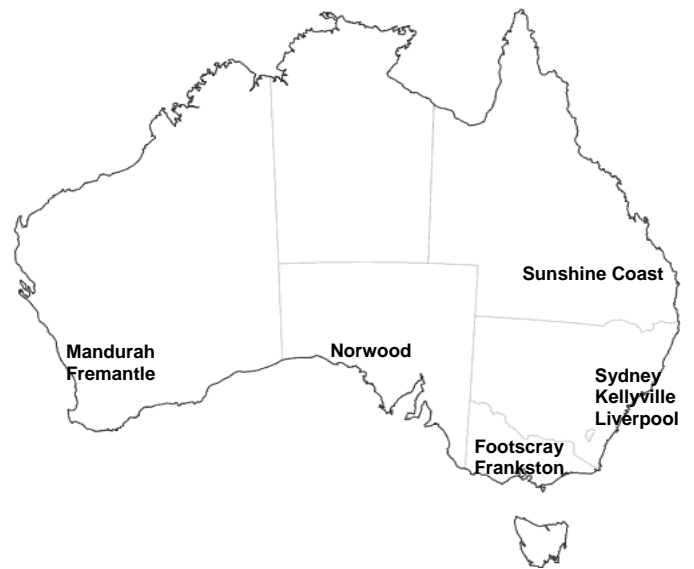 Sunshine Coast
Mandurah
Fremantle
Norwood
Sydney
Kellyville
Liverpool
Footscray
Frankston